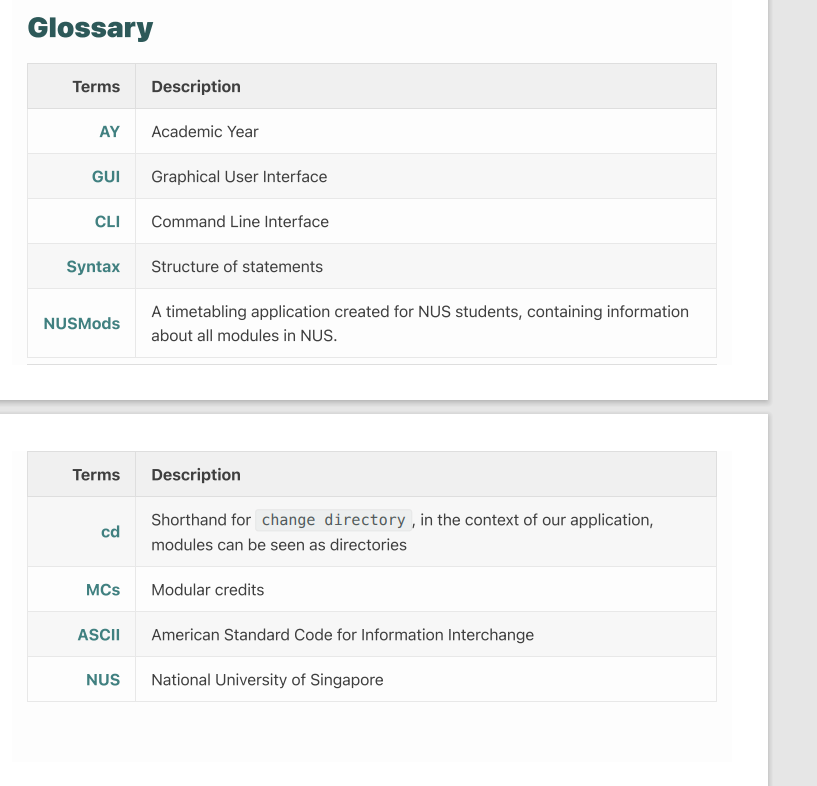 Glossary
Terms Description
AY Academic Year
GUI Graphical User Interface
CLI Command Line Interface
Syntax Structure of statements
NUSMods A timetabling application created for NUS students, containing information
about all modules in NUS.
Terms Description
cd Shorthand for change directory, in the context of our application,
modules can be seen as directories
MCs Modular credits
ASCII American Standard Code for Information Interchange
NUS National University of Singapore